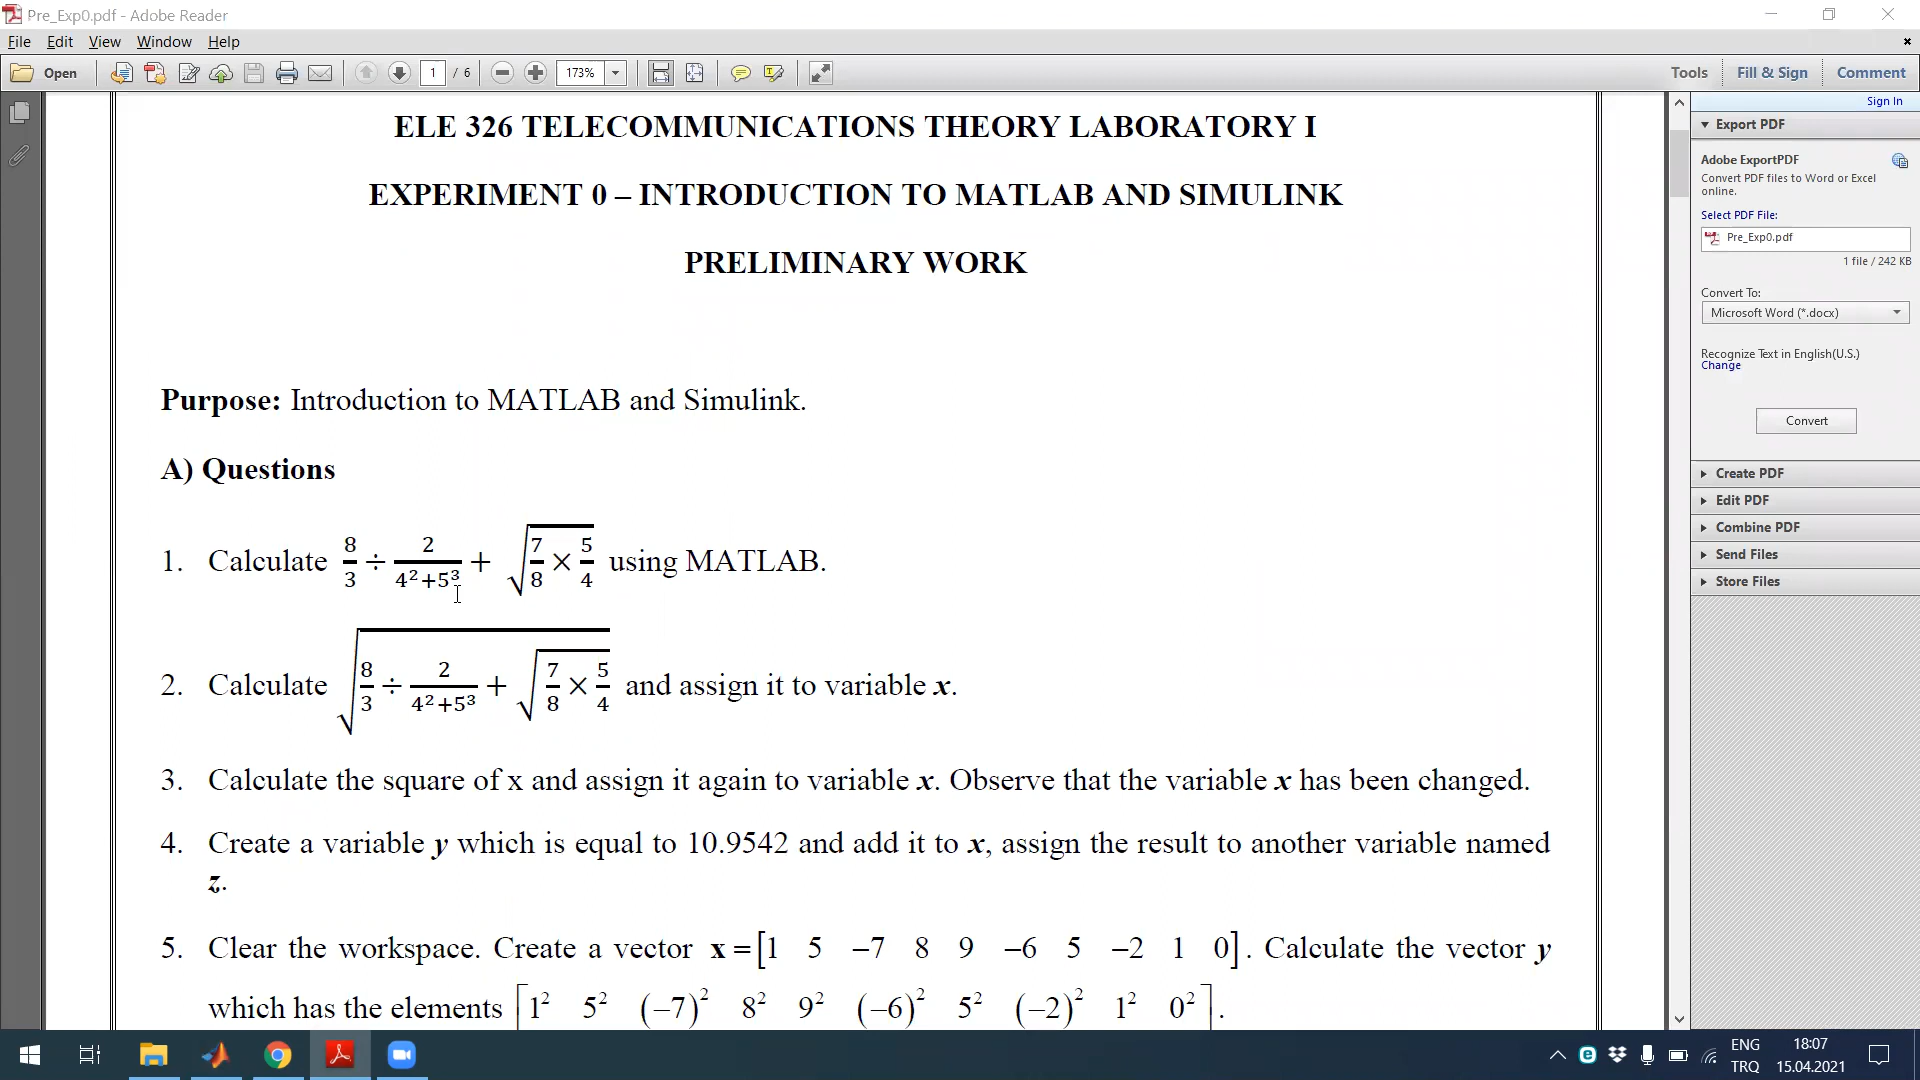 Pre_Exp0.pdf - Adobe Reader
File Edit View Window Help
Open 1 / 6 173% Tools Fill & Sign Comment
Sign In
ELE 326 TELECOMMUNICATIONS THEORY LABORATORY I
EXPERIMENT 0 – INTRODUCTION TO MATLAB AND SIMULINK
PRELIMINARY WORK
Purpose: Introduction to MATLAB and Simulink.
A) Questions
1. Calculate 8/3 ÷ 2/(4²+5³) + √(7/8 × 5/4) using MATLAB.
2. Calculate √(8/3 ÷ 2/(4²+5³) + √(7/8 × 5/4)) and assign it to variable x.
3. Calculate the square of x and assign it again to variable x. Observe that the variable x has been changed.
4. Create a variable y which is equal to 10.9542 and add it to x, assign the result to another variable named
z.
5. Clear the workspace. Create a vector x = [1 5 −7 8 9 −6 5 −2 1 0]. Calculate the vector y
which has the elements [1² 5² (−7)² 8² 9² (−6)² 5² (−2)² 1² 0²].
Export PDF
Adobe ExportPDF
Convert PDF files to Word or Excel
online.
Select PDF File:
Pre_Exp0.pdf
1 file / 242 KB
Convert To:
Microsoft Word (*.docx)
Recognize Text in English(U.S.)
Change
Convert
Create PDF
Edit PDF
Combine PDF
Send Files
Store Files
ENG 18:07
TRQ 15.04.2021